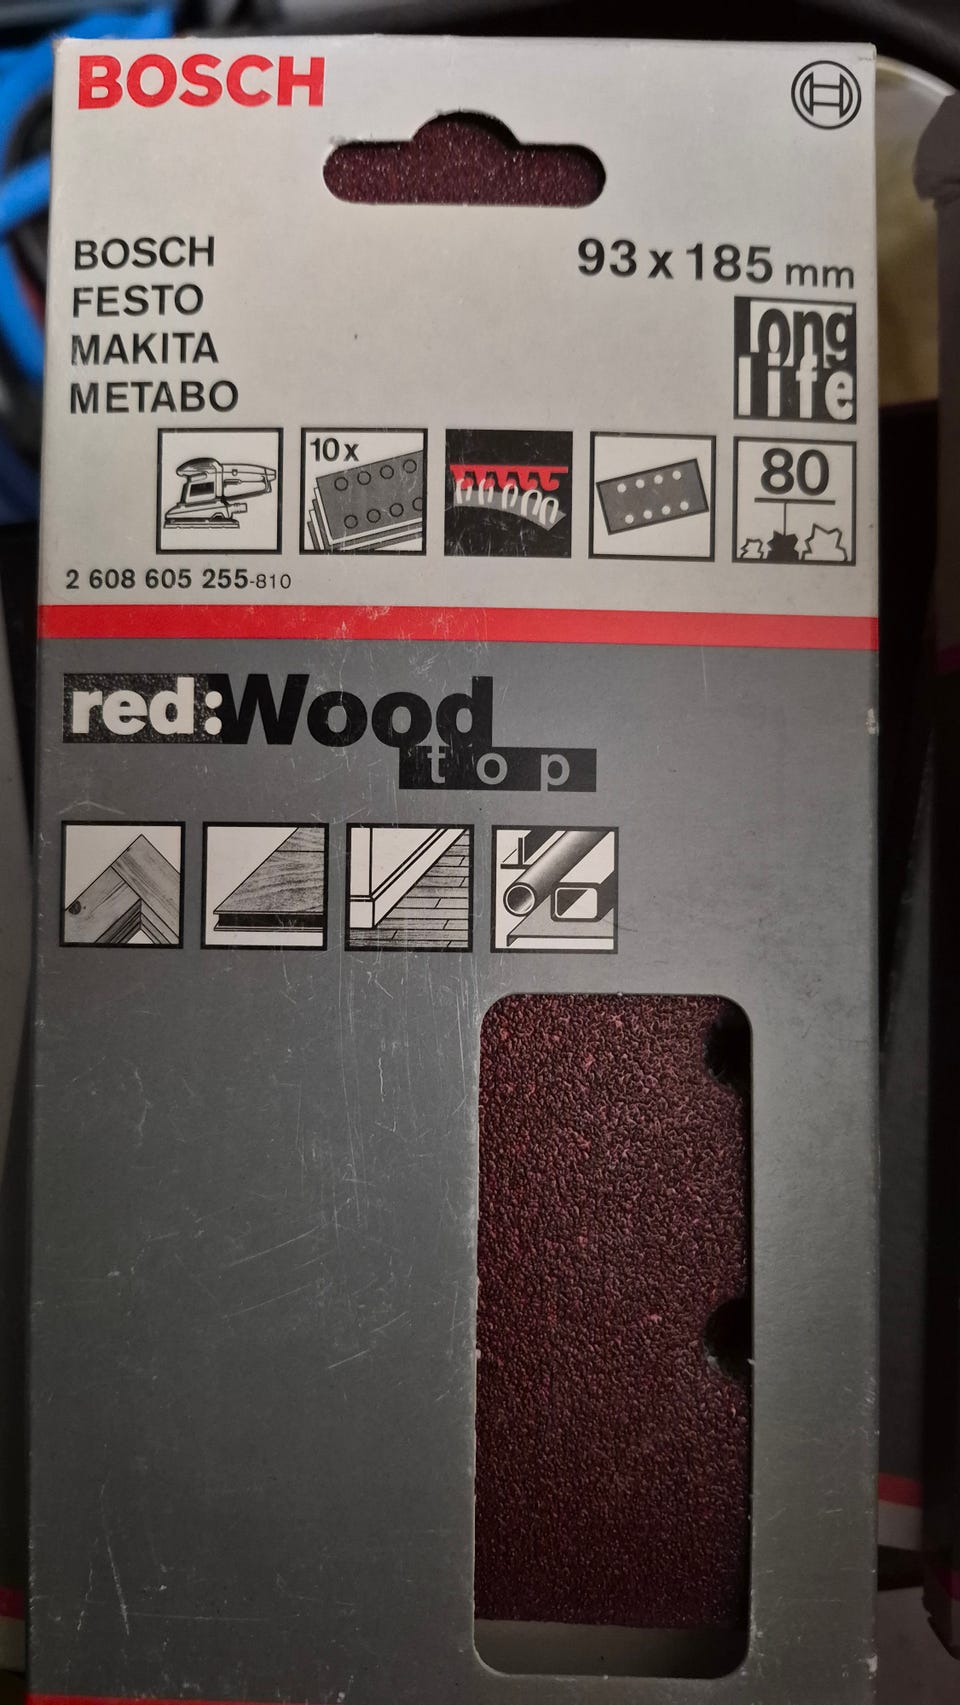 BOSCH
BOSCH
FESTO
MAKITA
METABO
93 x 185 mm
long
life
10x
80
2 608 605 255-810
red:Wood
top